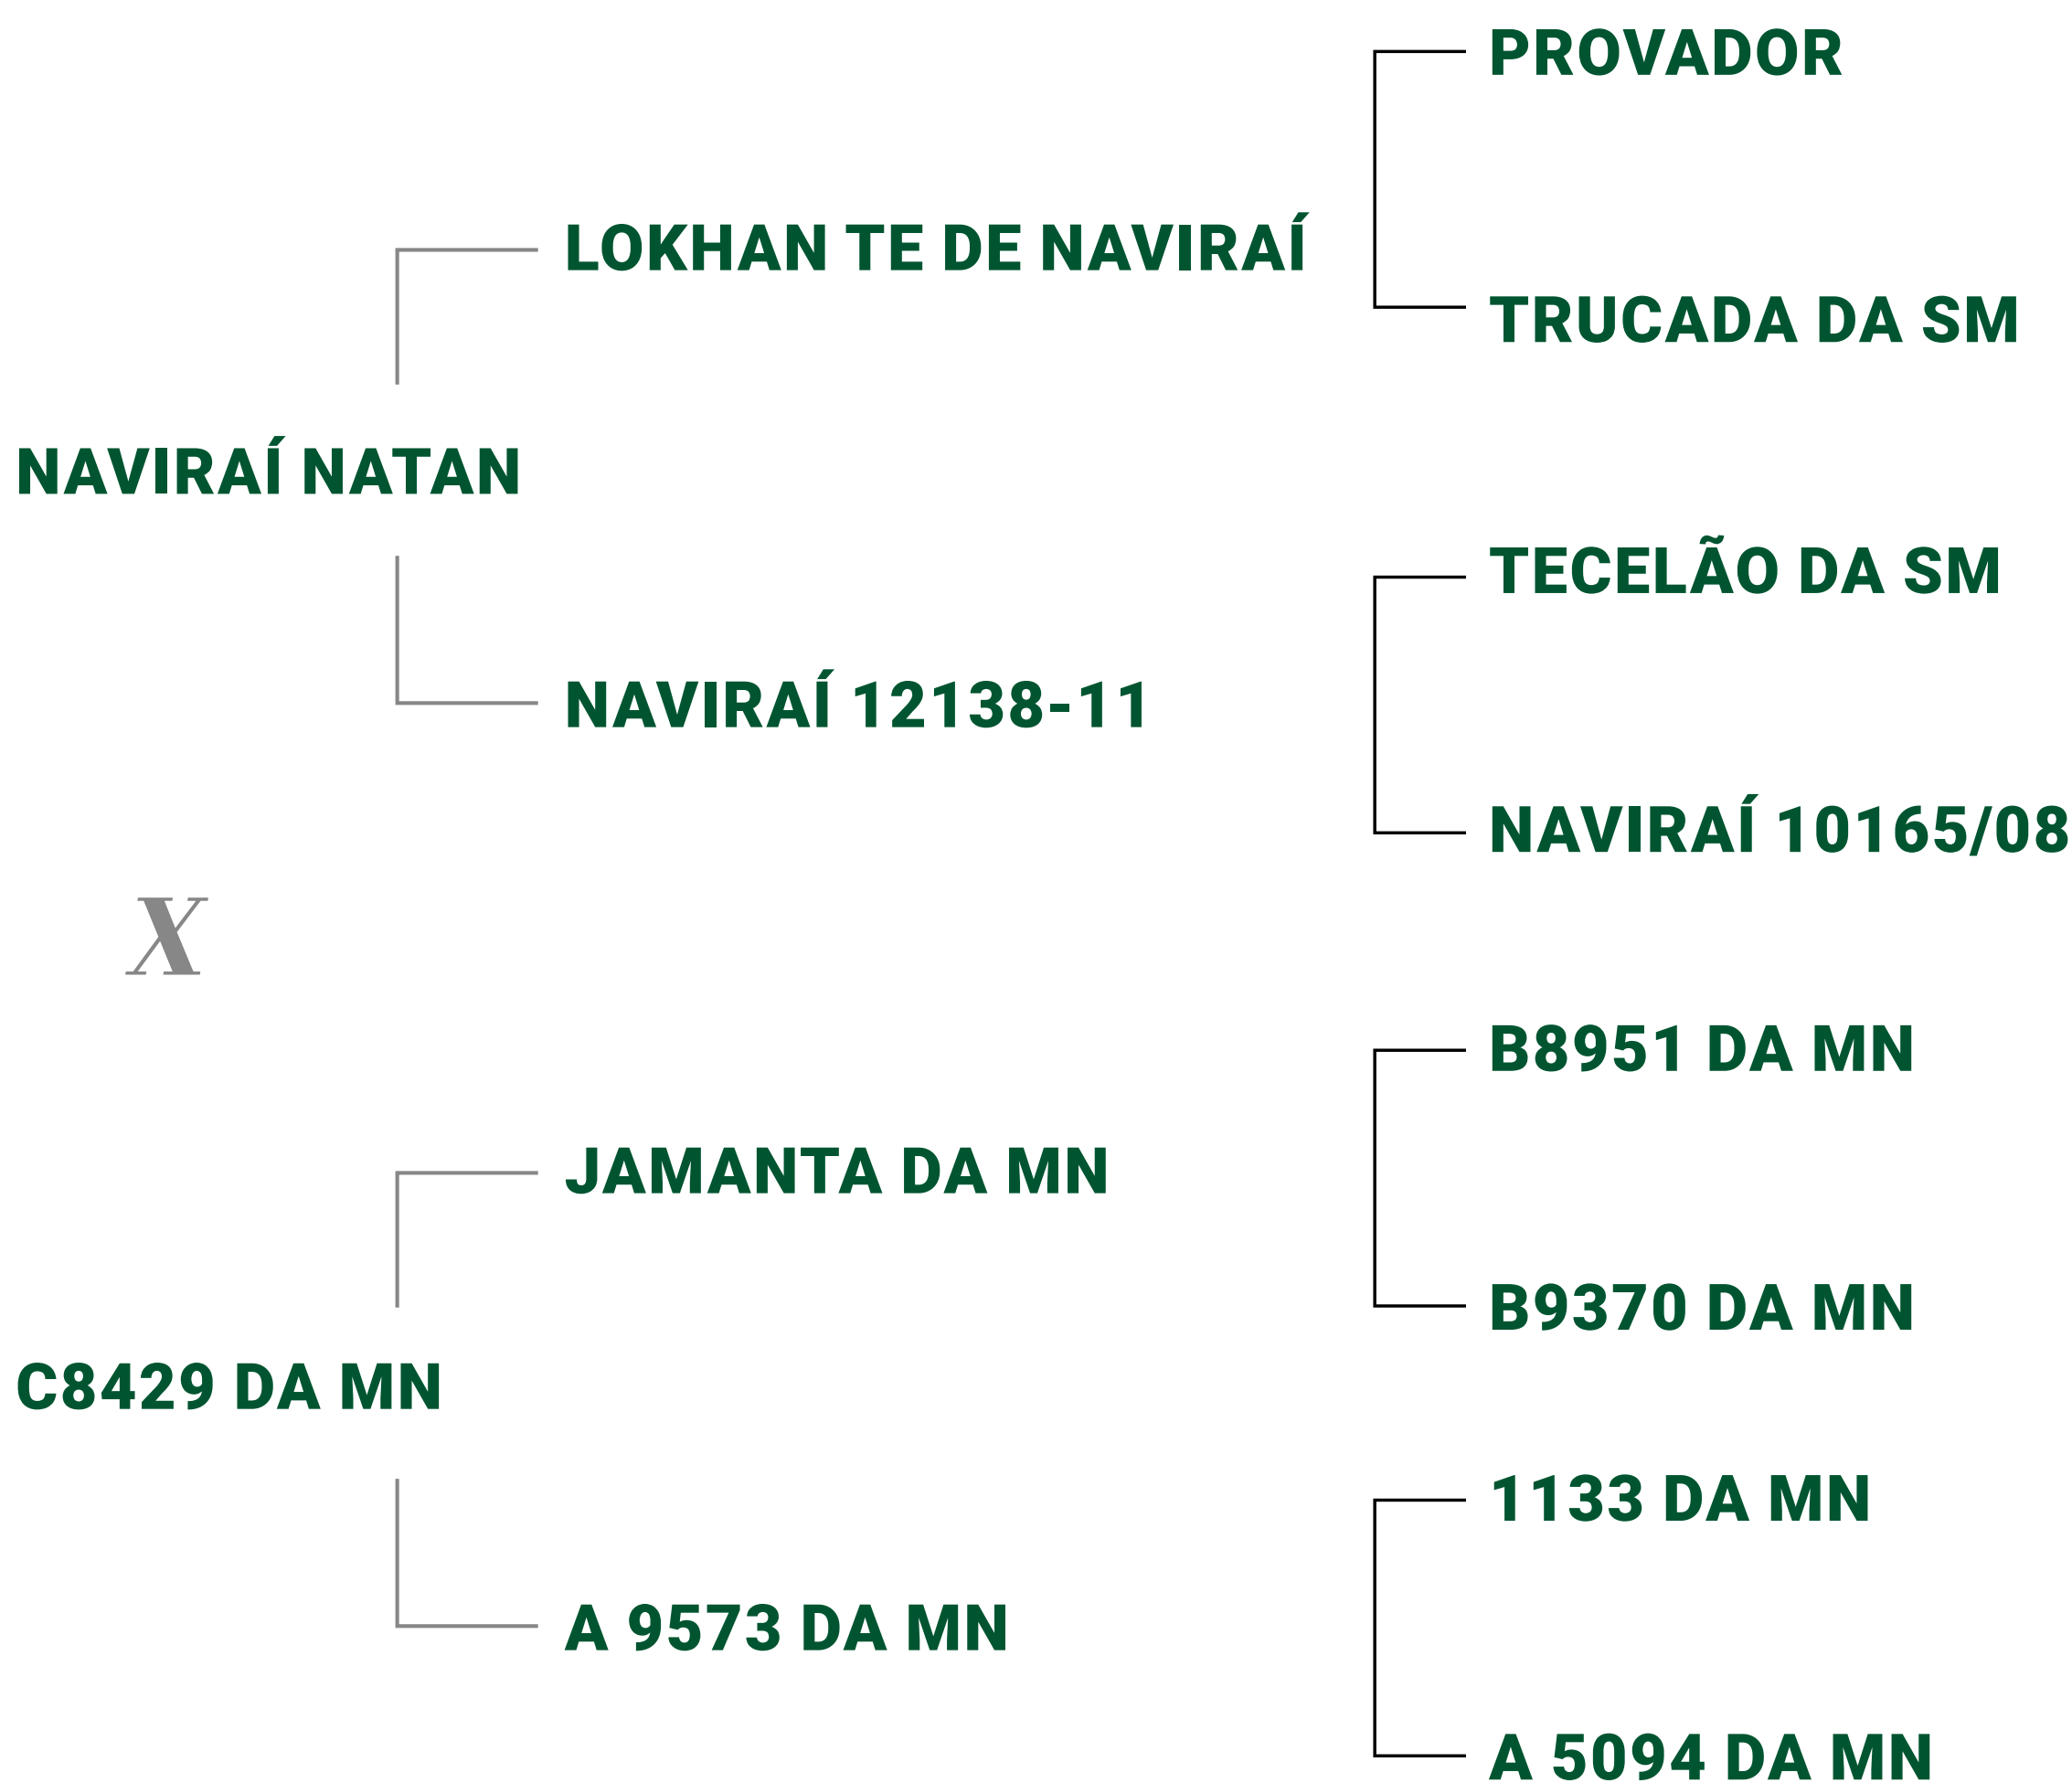 PROVADOR
LOKHAN TE DE NAVIRAÍ
TRUCADA DA SM
NAVIRAÍ NATAN
TECELÃO DA SM
NAVIRAÍ 12138-11
NAVIRAÍ 10165/08
X
B8951 DA MN
JAMANTA DA MN
B9370 DA MN
C8429 DA MN
1133 DA MN
A 9573 DA MN
A 5094 DA MN